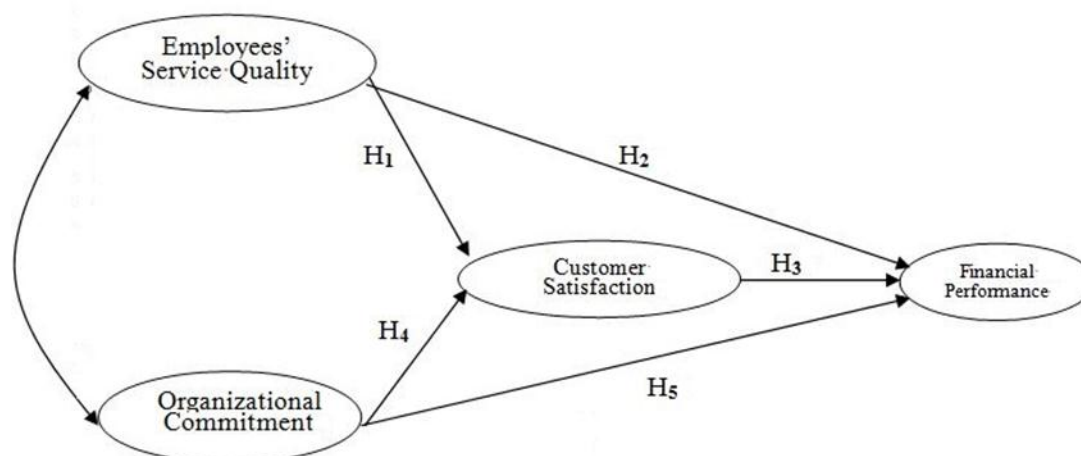 Employees'
Service Quality
H1
H2
Customer
Satisfaction
H3
Financial
Performance
H4
Organizational
Commitment
H5